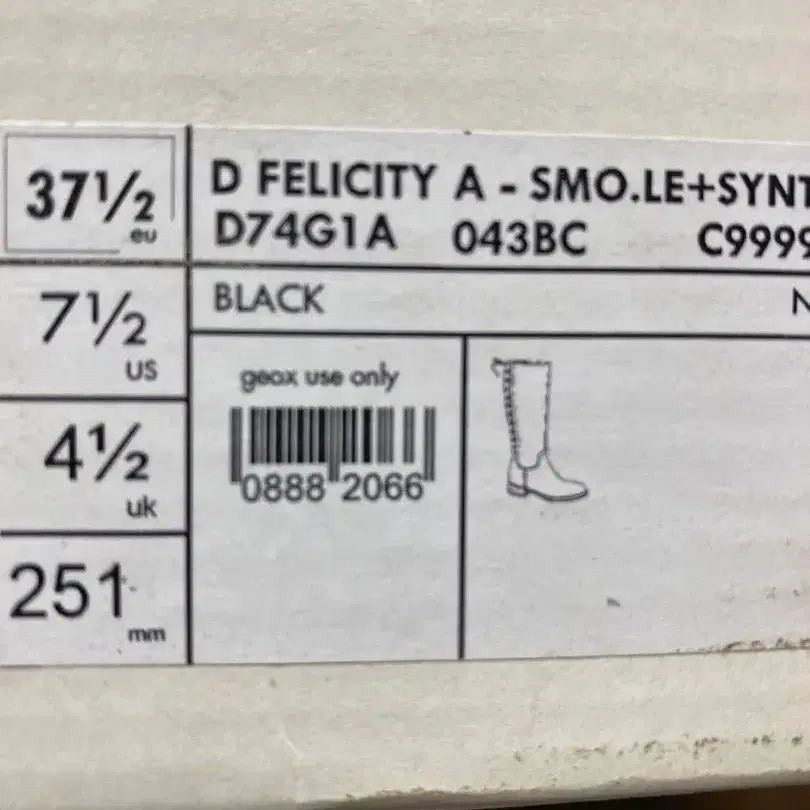 37½
eu
D FELICITY A - SMO.LE+SYNT
D74G1A 043BC C9999
7½
US
BLACK
geox use only
0888 2066
4½
uk
251
mm